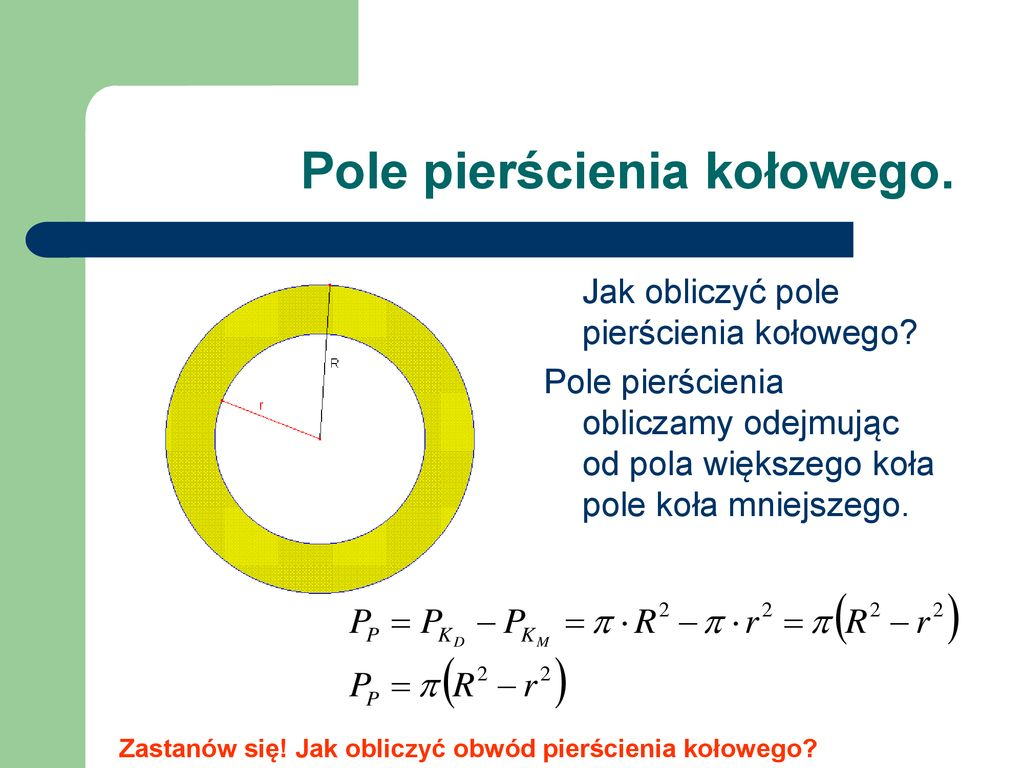 Pole pierścienia kołowego.
Jak obliczyć pole
pierścienia kołowego?
Pole pierścienia
obliczamy odejmując
od pola większego koła
pole koła mniejszego.
R
r
P_P = P_{K_D} − P_{K_M} = π · R² − π · r² = π(R² − r²)
P_P = π(R² − r²)
Zastanów się! Jak obliczyć obwód pierścienia kołowego?